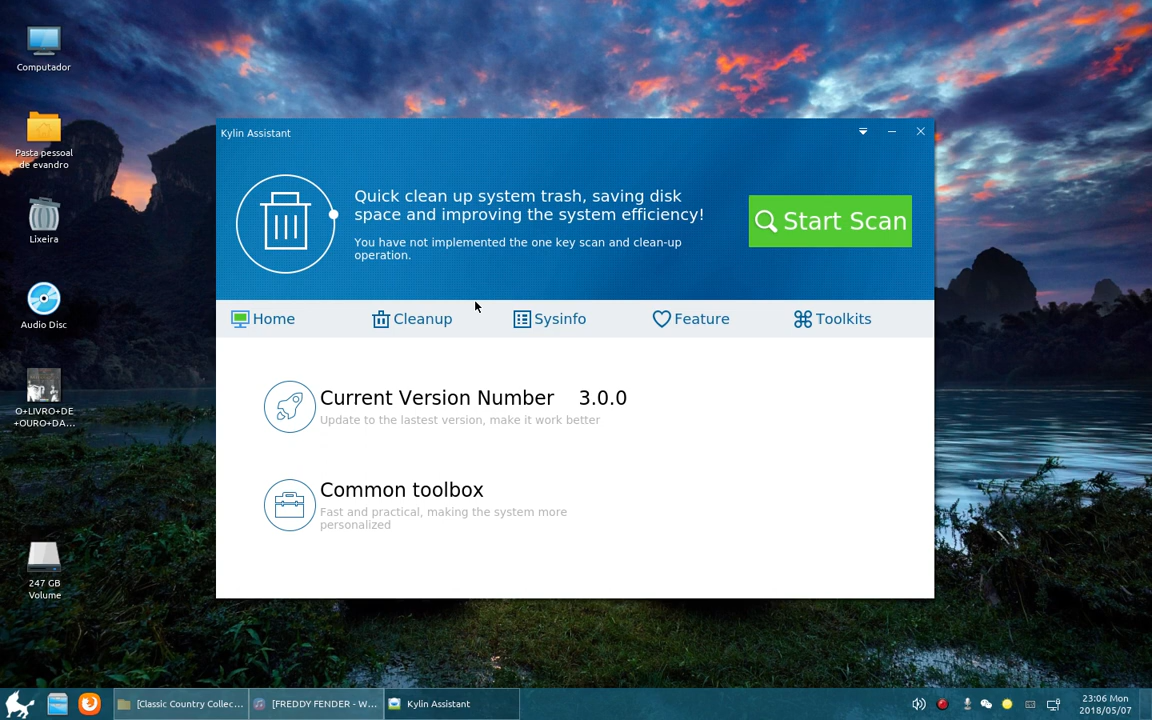 Computador
Pasta pessoal
de evandro
Lixeira
Audio Disc
O+LIVRO+DE
+OURO+DA...
247 GB
Volume
Kylin Assistant
Quick clean up system trash, saving disk
space and improving the system efficiency!
You have not implemented the one key scan and clean-up
operation.
Start Scan
Home
Cleanup
Sysinfo
Feature
Toolkits
Current Version Number 3.0.0
Update to the lastest version, make it work better
Common toolbox
Fast and practical, making the system more
personalized
[Classic Country Collec...
[FREDDY FENDER - W...
Kylin Assistant
23:06 Mon
2018/05/07